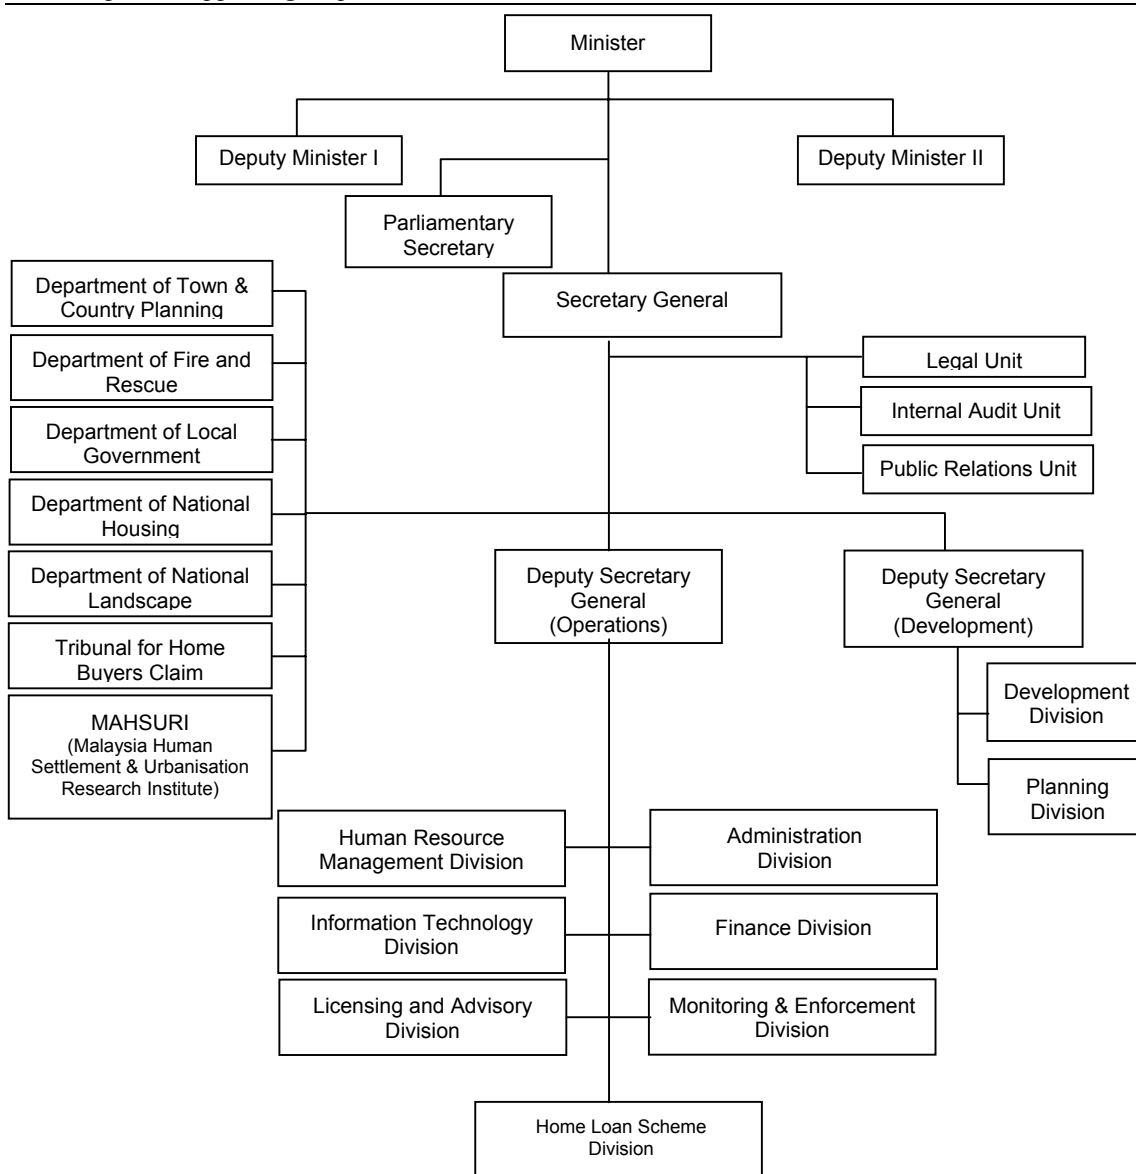 Minister
Deputy Minister I
Deputy Minister II
Parliamentary
Secretary
Secretary General
Department of Town &
Country Planning
Department of Fire and
Rescue
Department of Local
Government
Department of National
Housing
Department of National
Landscape
Tribunal for Home
Buyers Claim
MAHSURI
(Malaysia Human
Settlement & Urbanisation
Research Institute)
Legal Unit
Internal Audit Unit
Public Relations Unit
Deputy Secretary
General
(Operations)
Deputy Secretary
General
(Development)
Development
Division
Planning
Division
Human Resource
Management Division
Administration
Division
Information Technology
Division
Finance Division
Licensing and Advisory
Division
Monitoring & Enforcement
Division
Home Loan Scheme
Division